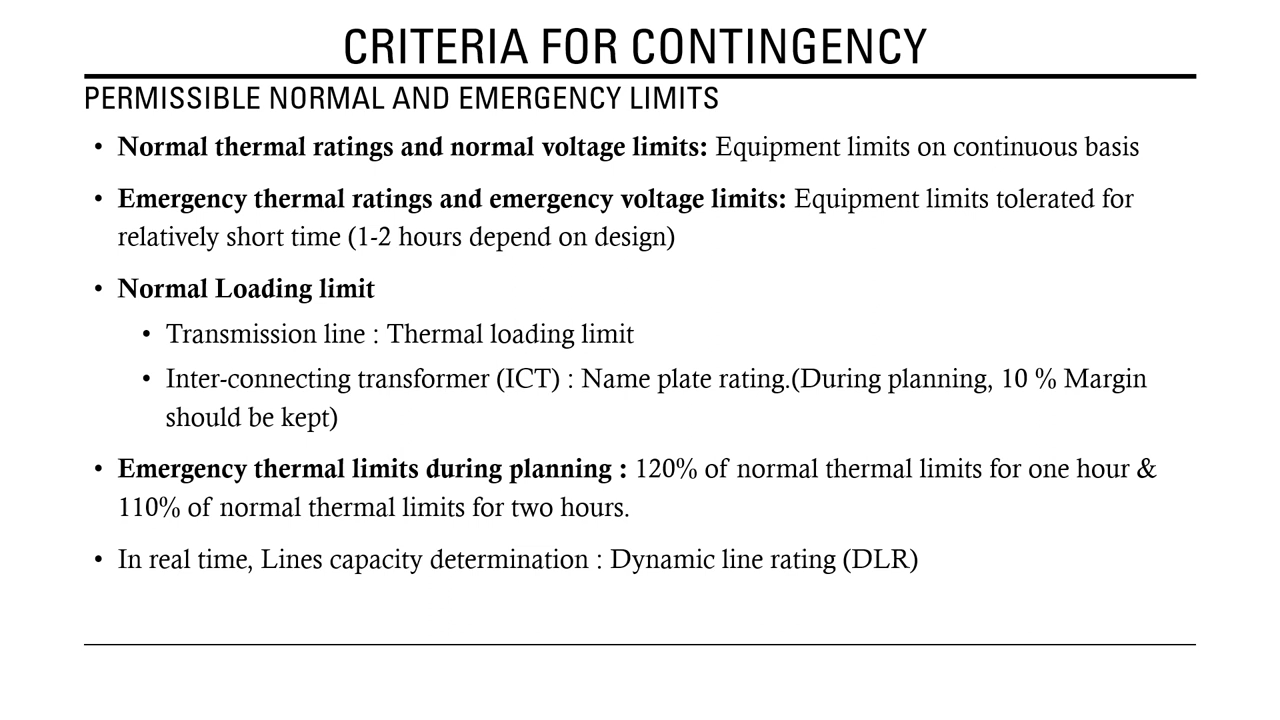 CRITERIA FOR CONTINGENCY
PERMISSIBLE NORMAL AND EMERGENCY LIMITS
• Normal thermal ratings and normal voltage limits: Equipment limits on continuous basis
• Emergency thermal ratings and emergency voltage limits: Equipment limits tolerated for
relatively short time (1-2 hours depend on design)
• Normal Loading limit
• Transmission line : Thermal loading limit
• Inter-connecting transformer (ICT) : Name plate rating.(During planning, 10 % Margin
should be kept)
• Emergency thermal limits during planning : 120% of normal thermal limits for one hour &
110% of normal thermal limits for two hours.
• In real time, Lines capacity determination : Dynamic line rating (DLR)